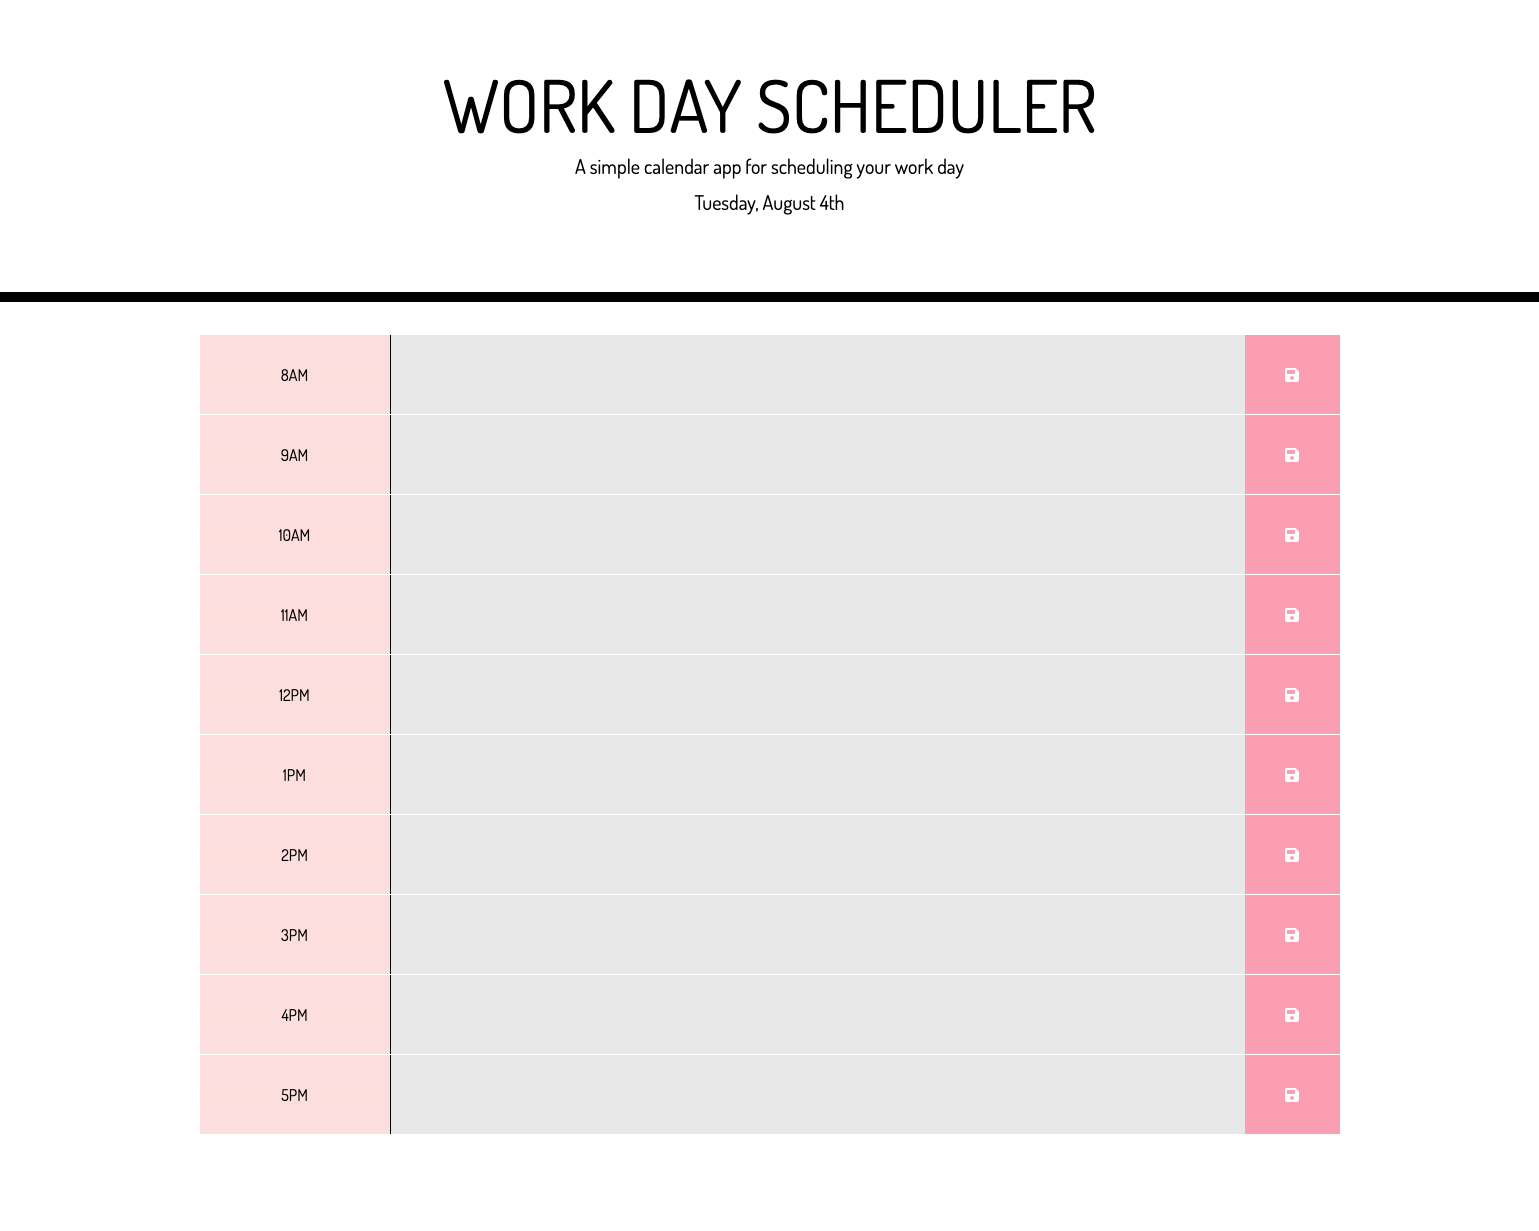 WORK DAY SCHEDULER
A simple calendar app for scheduling your work day
Tuesday, August 4th
8AM
9AM
10AM
11AM
12PM
1PM
2PM
3PM
4PM
5PM